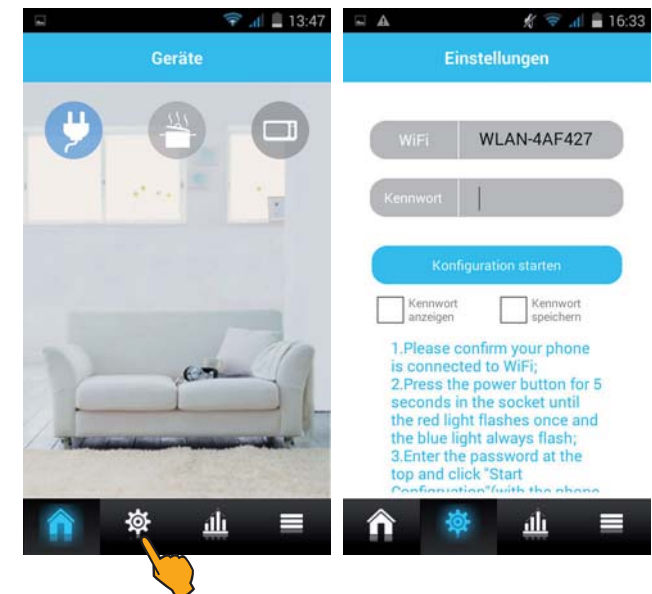 13:47
Geräte
16:33
Einstellungen
WiFi WLAN-4AF427
Kennwort
Konfiguration starten
Kennwort
anzeigen
Kennwort
speichern
1.Please confirm your phone
is connected to WiFi;
2.Press the power button for 5
seconds in the socket until
the red light flashes once and
the blue light always flash;
3.Enter the password at the
top and click "Start